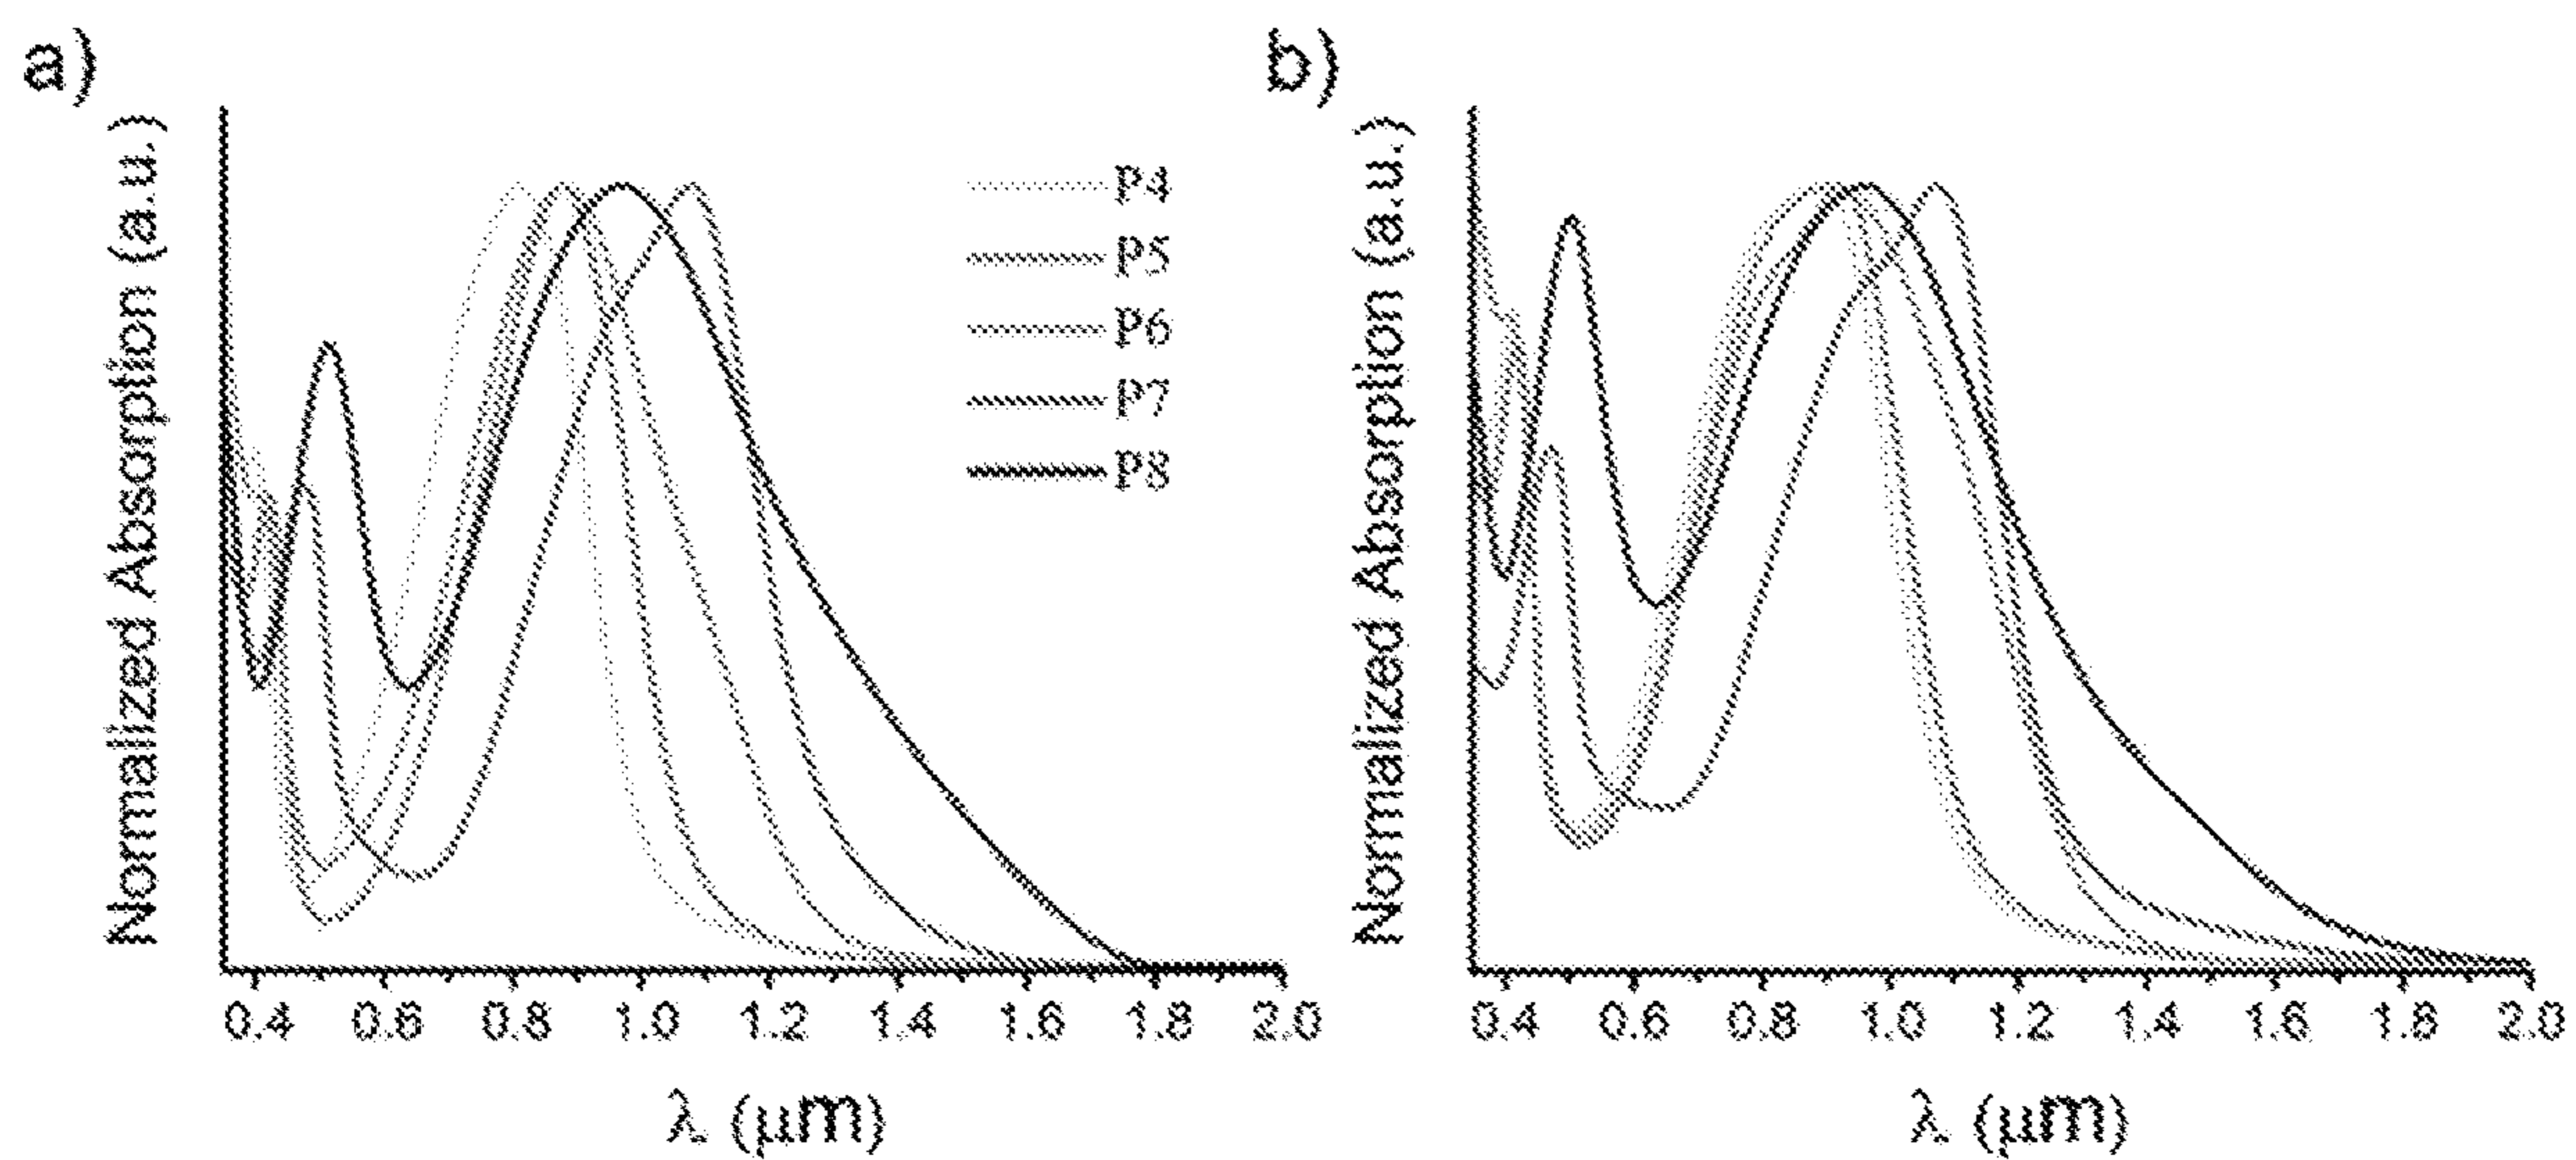 a)
Normalized Absorption (a.u.)
P4
P5
P6
P7
P8
0.4 0.6 0.8 1.0 1.2 1.4 1.6 1.8 2.0
λ (μm)
b)
Normalized Absorption (a.u.)
0.4 0.6 0.8 1.0 1.2 1.4 1.6 1.8 2.0
λ (μm)